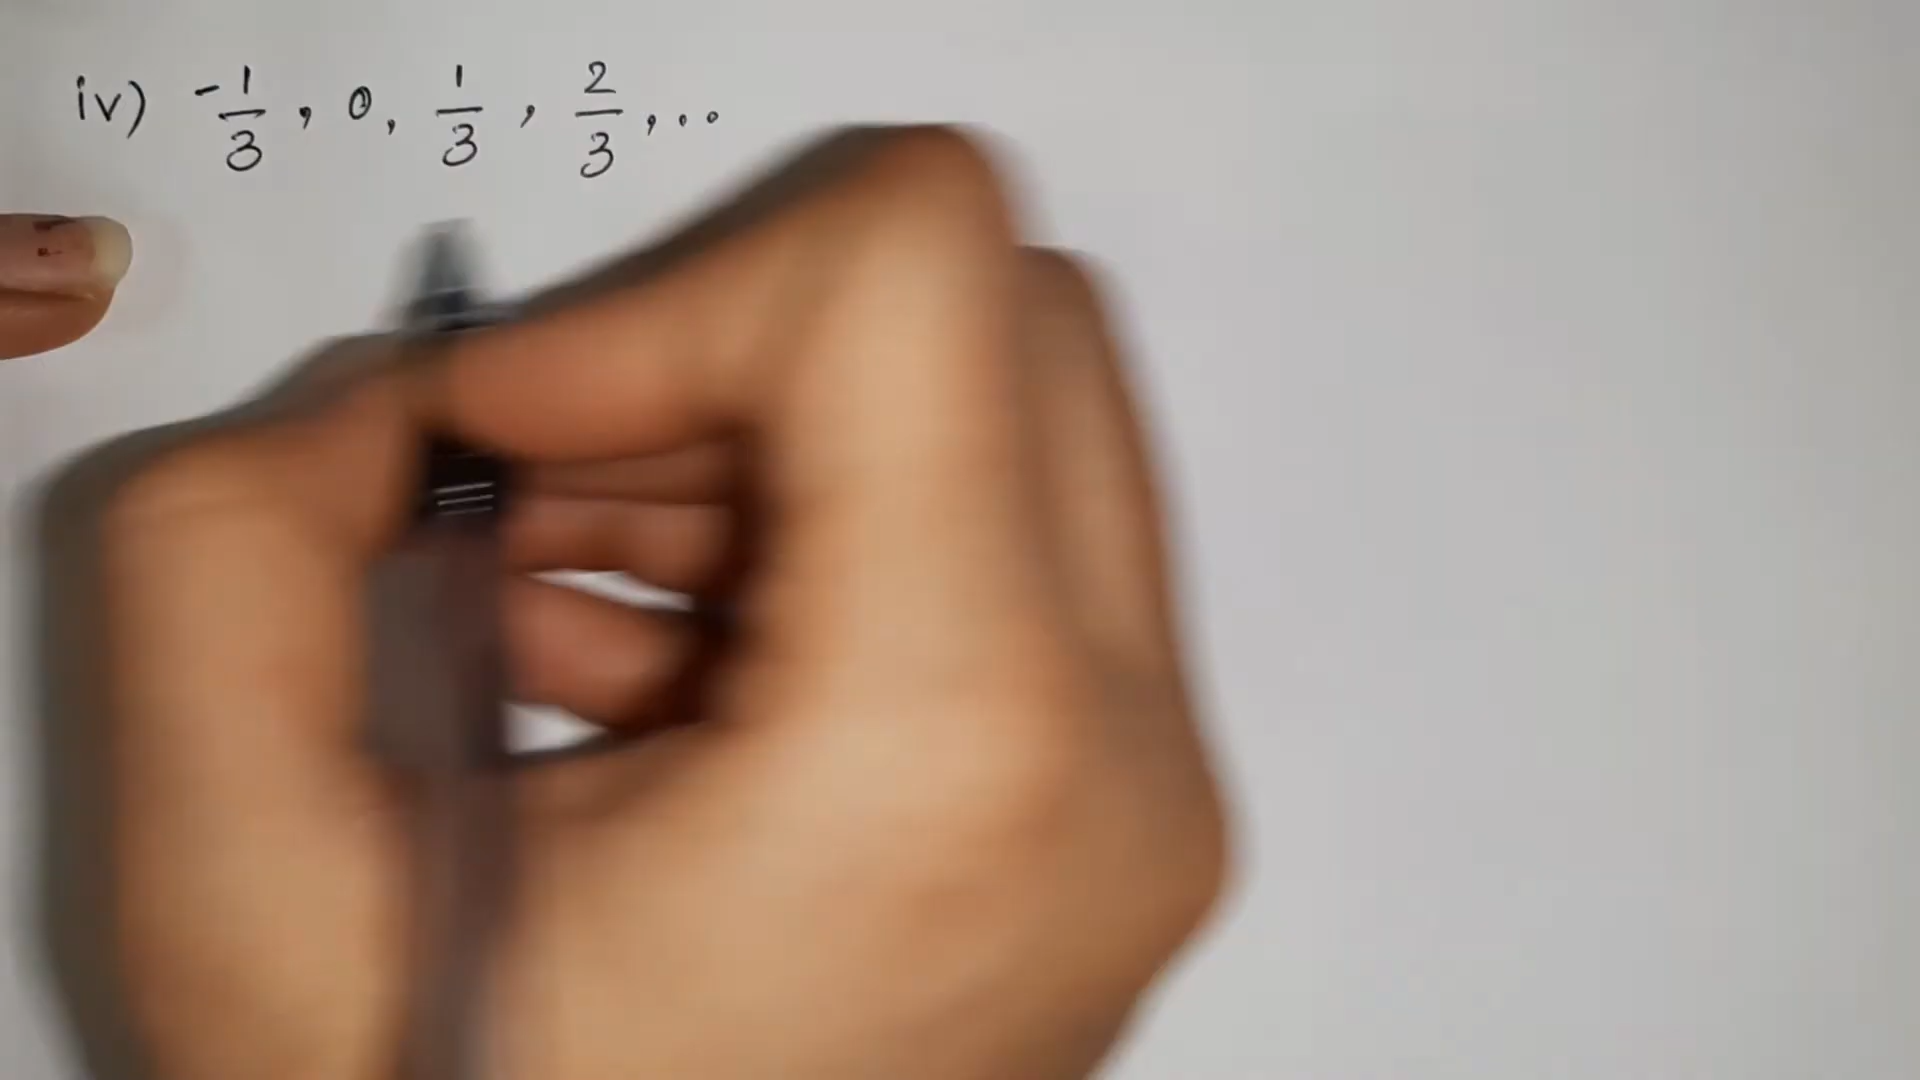 iv) -1/3, 0, 1/3, 2/3, ...